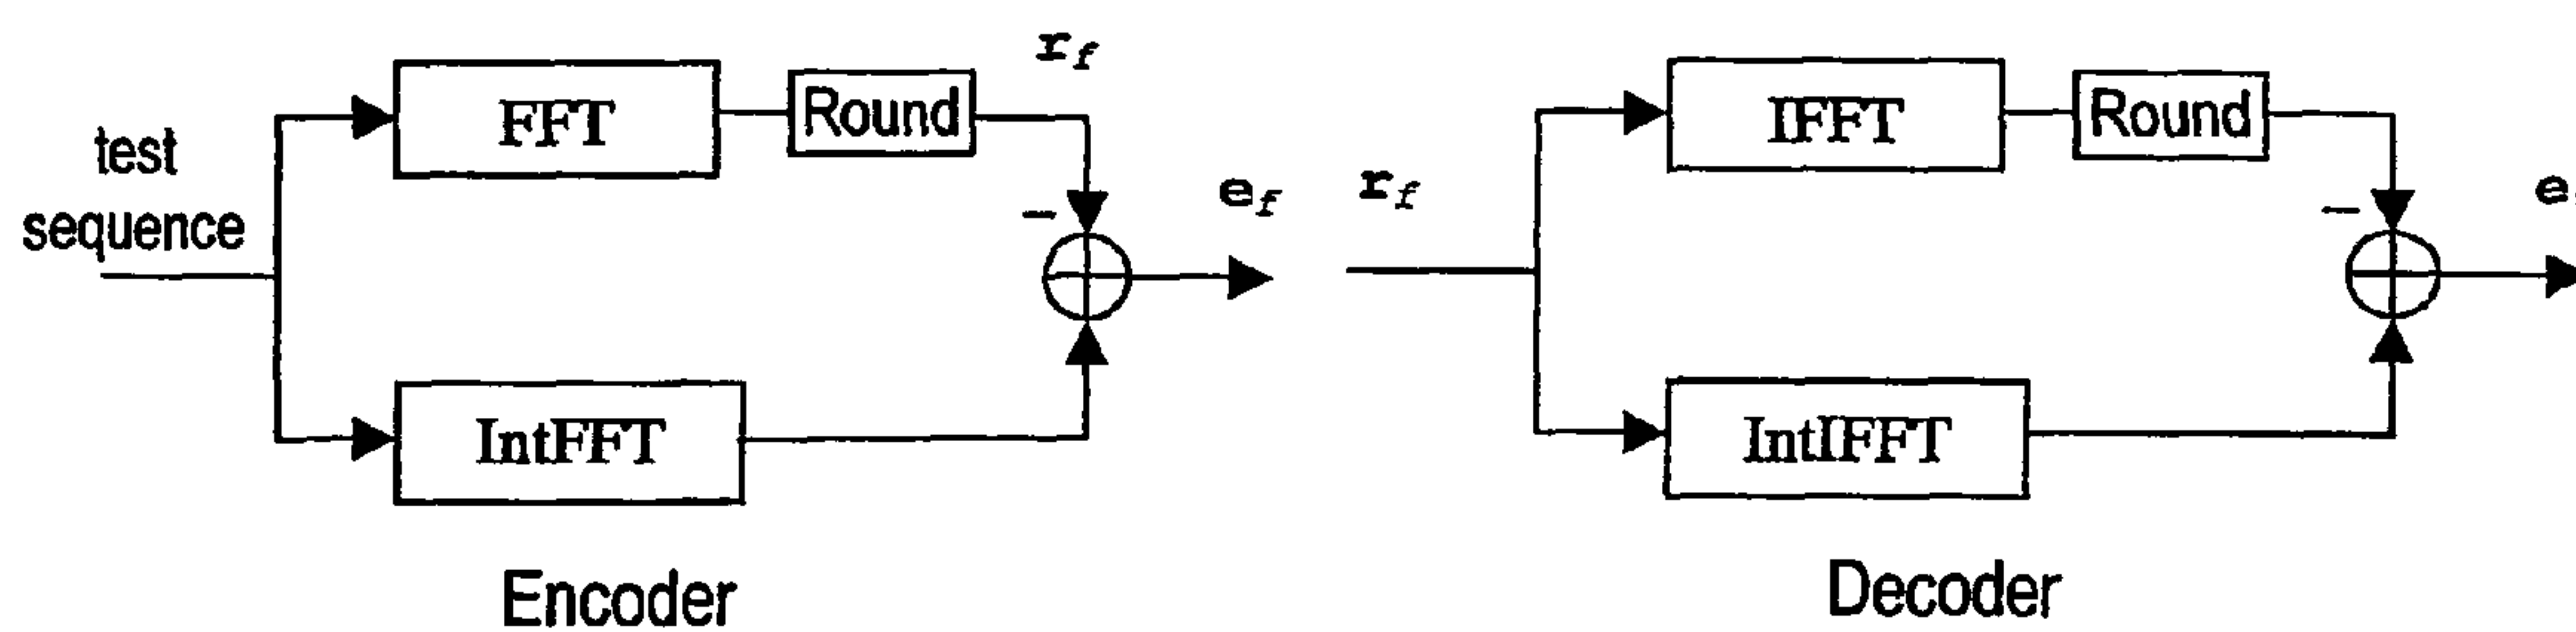 test
sequence
FFT
Round
r_f
−
e_f
IntFFT
Encoder
r_f
IFFT
Round
−
e
IntIFFT
Decoder